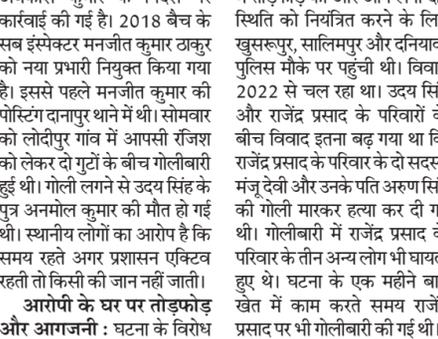 कार्रवाई की गई है। 2018 बैच के
सब इंस्पेक्टर मनजीत कुमार ठाकुर
को नया प्रभारी नियुक्त किया गया
है। इससे पहले मनजीत कुमार की
पोस्टिंग दानापुर थाने में थी। सोमवार
को लोदीपुर गांव में आपसी रंजिश
को लेकर दो गुटों के बीच गोलीबारी
हुई थी। गोली लगने से उदय सिंह के
पुत्र अनमोल कुमार की मौत हो गई
थी। स्थानीय लोगों का आरोप है कि
समय रहते अगर प्रशासन एक्टिव
रहती तो किसी की जान नहीं जाती।
आरोपी के घर पर तोड़फोड़
और आगजनी : घटना के विरोध
स्थिति को नियंत्रित करने के
खुसरूपुर, सालिमपुर और
पुलिस मौके पर पहुंची थी।
2022 से चल रहा था। उदय
और राजेंद्र प्रसाद के परिवारों
बीच विवाद इतना बढ़ गया था
राजेंद्र प्रसाद के परिवार के दो
मंजू देवी और उनके पति अरुण
की गोली मारकर हत्या कर दी
थी। गोलीबारी में राजेंद्र प्रसाद
परिवार के तीन अन्य लोग भी
हुए थे। घटना के एक महीने
खेत में काम करते समय
प्रसाद पर भी गोलीबारी की गई थी।